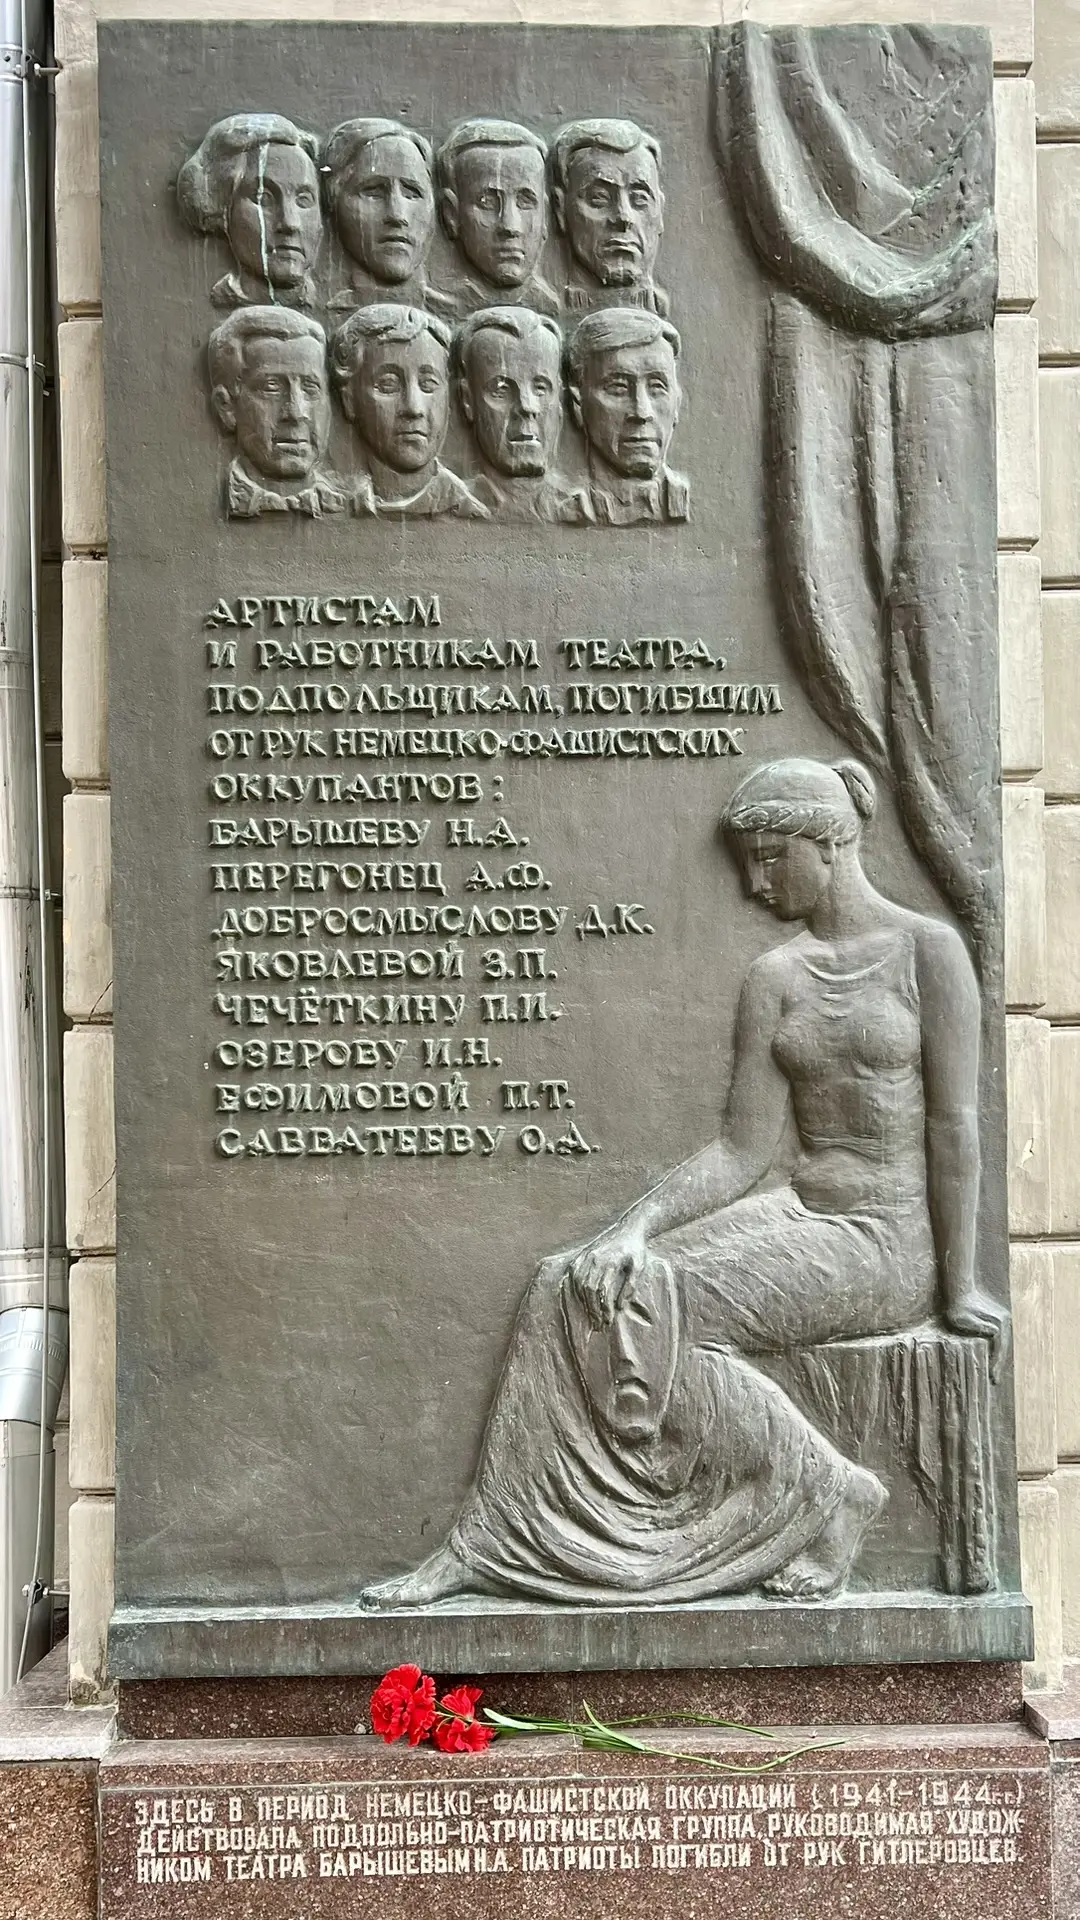 АРТИСТАМ
И РАБОТНИКАМ ТЕАТРА,
ПОДПОЛЬЩИКАМ, ПОГИБШИМ
ОТ РУК НЕМЕЦКО-ФАШИСТСКИХ
ОККУПАНТОВ:
БАРЫШЕВУ Н.А.
ПЕРЕГОНЕЦ А.Ф.
ДОБРОСМЫСЛОВУ Д.К.
ЯКОВЛЕВОЙ З.П.
ЧЕЧЁТКИНУ П.И.
ОЗЕРОВУ И.Н.
ЕФИМОВОЙ П.Т.
САВВАТЕЕВУ О.А.
ЗДЕСЬ В ПЕРИОД НЕМЕЦКО-ФАШИСТСКОЙ ОККУПАЦИИ (1941-1944г.г.)
ДЕЙСТВОВАЛА ПОДПОЛЬНО-ПАТРИОТИЧЕСКАЯ ГРУППА, РУКОВОДИМАЯ ХУДОЖ-
НИКОМ ТЕАТРА БАРЫШЕВЫМ Н.А. ПАТРИОТЫ ПОГИБЛИ ОТ РУК ГИТЛЕРОВЦЕВ.